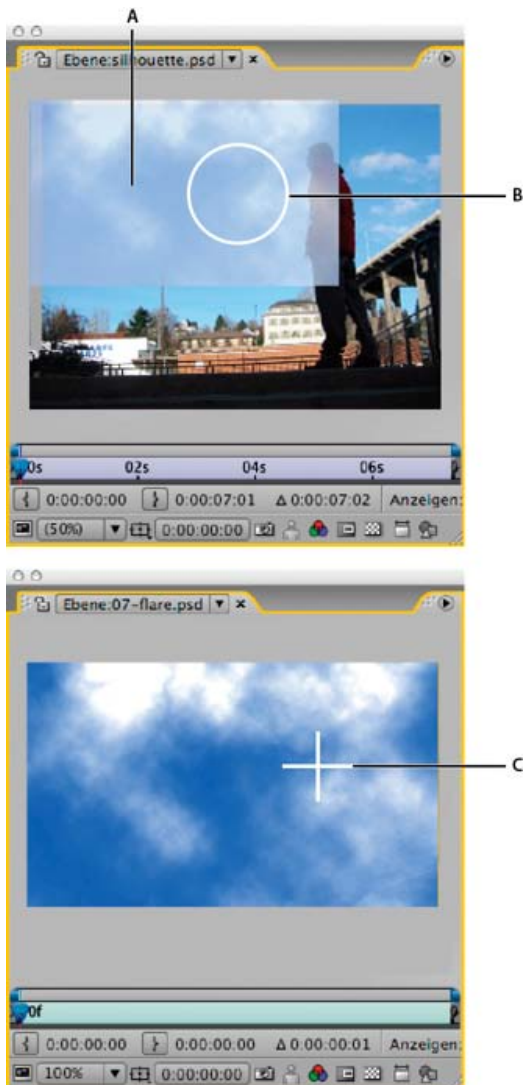 A
Ebene:silhouette.psd
B
0s 02s 04s 06s
0:00:00:00 0:00:07:01 Δ 0:00:07:02 Anzeigen:
(50%) 0:00:00:00
Ebene:07-flare.psd
C
0f
0:00:00:00 0:00:00:00 Δ 0:00:00:01 Anzeigen:
100% 0:00:00:00